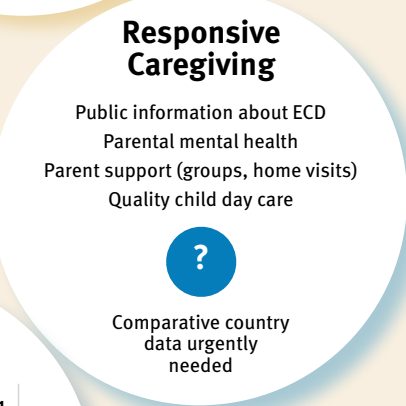 Responsive
Caregiving
Public information about ECD
Parental mental health
Parent support (groups, home visits)
Quality child day care
?
Comparative country
data urgently
needed